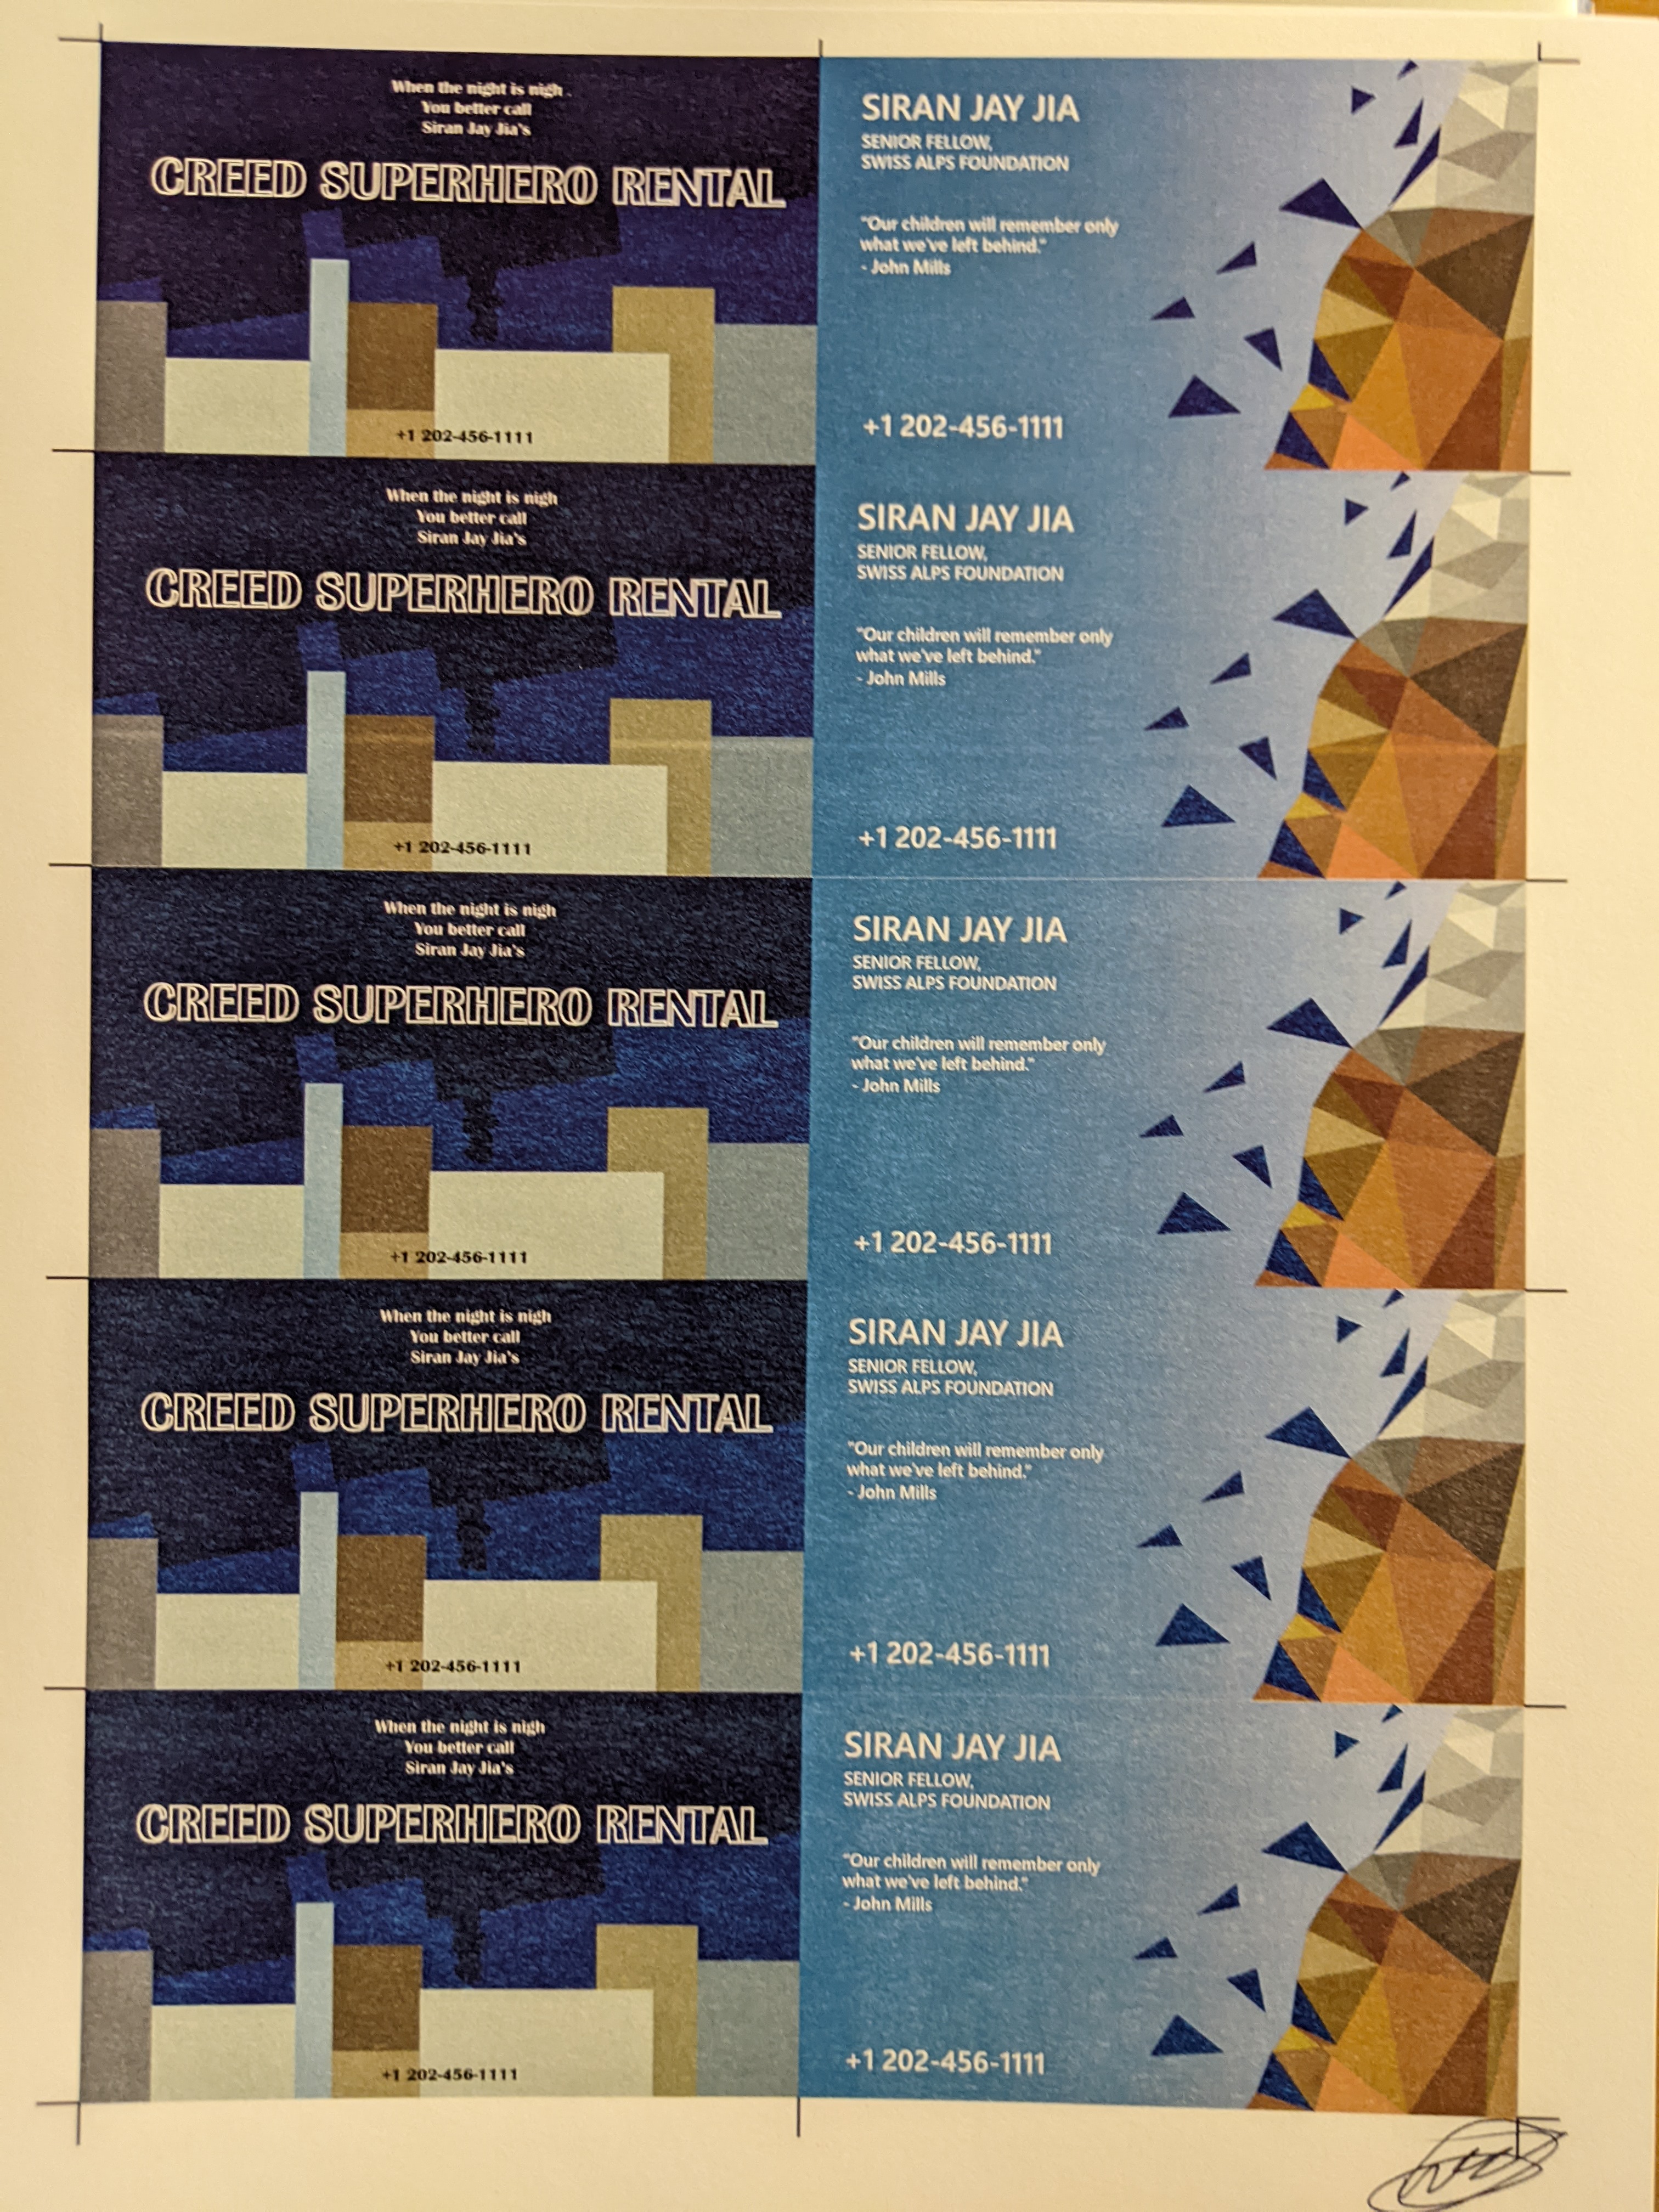 When the night is nigh
You better call
Siran Jay Jia's
CREED SUPERHERO RENTAL
+1 202-456-1111
SIRAN JAY JIA
SENIOR FELLOW,
SWISS ALPS FOUNDATION
"Our children will remember only
what we've left behind."
- John Mills
+1 202-456-1111
When the night is nigh
You better call
Siran Jay Jia's
CREED SUPERHERO RENTAL
+1 202-456-1111
SIRAN JAY JIA
SENIOR FELLOW,
SWISS ALPS FOUNDATION
"Our children will remember only
what we've left behind."
- John Mills
+1 202-456-1111
When the night is nigh
You better call
Siran Jay Jia's
CREED SUPERHERO RENTAL
+1 202-456-1111
SIRAN JAY JIA
SENIOR FELLOW,
SWISS ALPS FOUNDATION
"Our children will remember only
what we've left behind."
- John Mills
+1 202-456-1111
When the night is nigh
You better call
Siran Jay Jia's
CREED SUPERHERO RENTAL
+1 202-456-1111
SIRAN JAY JIA
SENIOR FELLOW,
SWISS ALPS FOUNDATION
"Our children will remember only
what we've left behind."
- John Mills
+1 202-456-1111
When the night is nigh
You better call
Siran Jay Jia's
CREED SUPERHERO RENTAL
+1 202-456-1111
SIRAN JAY JIA
SENIOR FELLOW,
SWISS ALPS FOUNDATION
"Our children will remember only
what we've left behind."
- John Mills
+1 202-456-1111